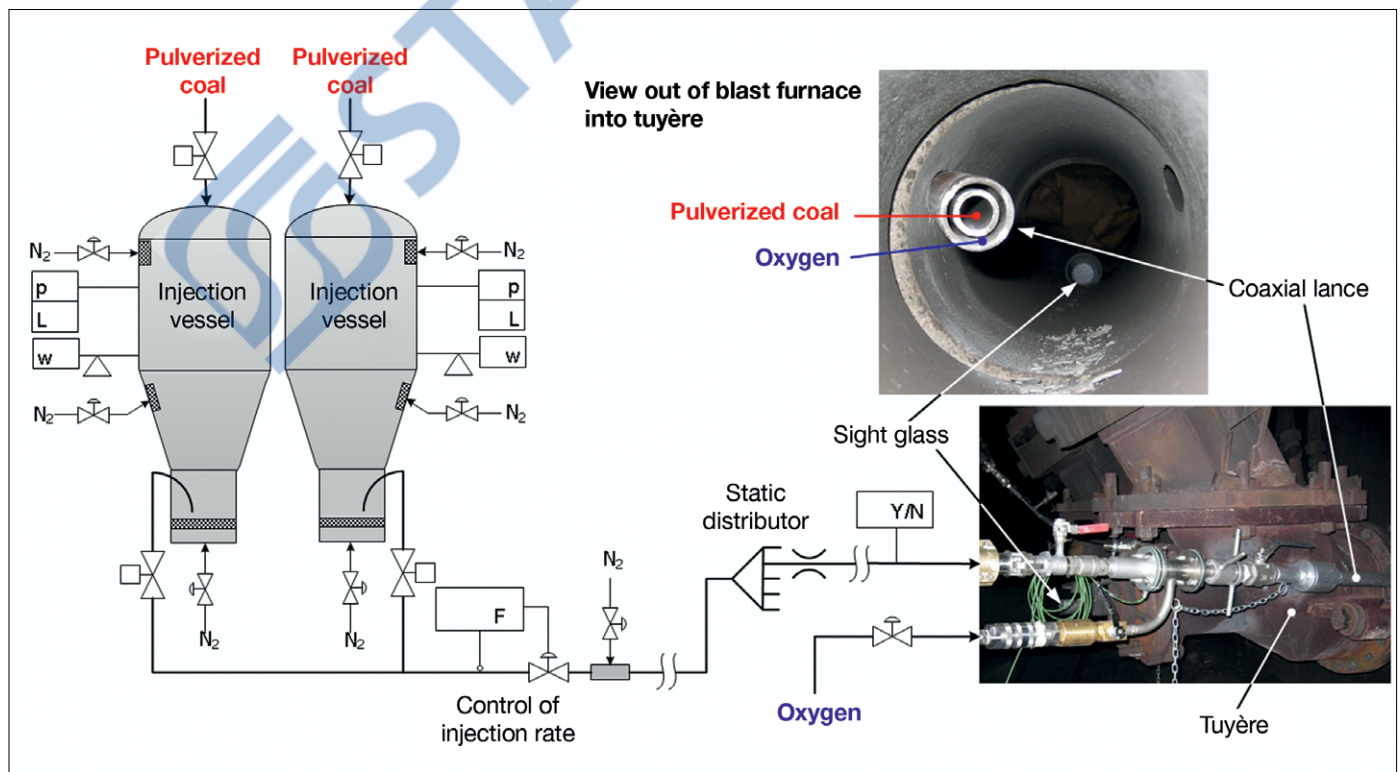 Pulverized
coal
Pulverized
coal
View out of blast furnace
into tuyère
Pulverized coal
Oxygen
Coaxial lance
Sight glass
N2
N2
p
L
w
Injection
vessel
Injection
vessel
p
L
w
N2
N2
N2
N2
F
Control of
injection rate
N2
Static
distributor
Y/N
Oxygen
Tuyère
STA